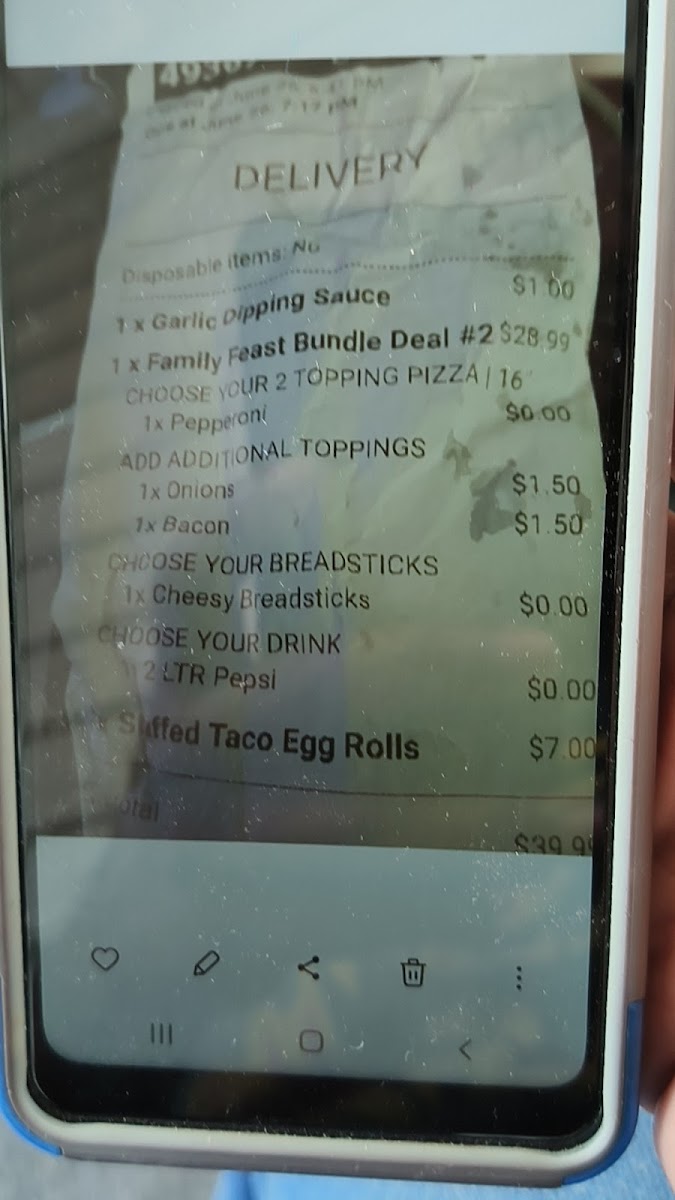 DELIVERY
Disposable items: No
1 x Garlic Dipping Sauce $1.00
1 x Family Feast Bundle Deal #2 $28.99
CHOOSE YOUR 2 TOPPING PIZZA | 16"
1x Pepperoni $0.00
ADD ADDITIONAL TOPPINGS
1x Onions $1.50
1x Bacon $1.50
CHOOSE YOUR BREADSTICKS
1x Cheesy Breadsticks $0.00
CHOOSE YOUR DRINK
2 LTR Pepsi $0.00
Stuffed Taco Egg Rolls $7.00
$39.99